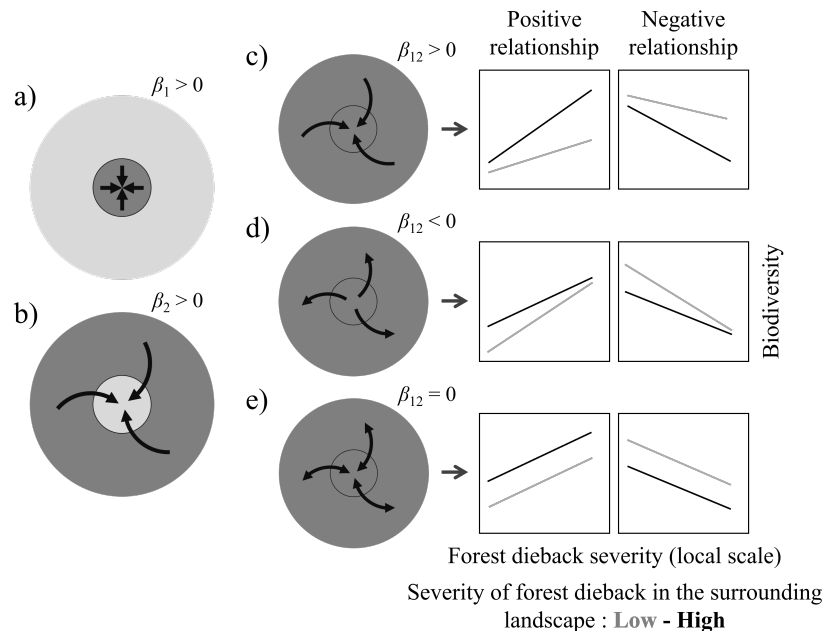 Positive relationship
Negative relationship
a)
β1 > 0
b)
β2 > 0
c)
β12 > 0
d)
β12 < 0
e)
β12 = 0
Biodiversity
Forest dieback severity (local scale)
Severity of forest dieback in the surrounding
landscape : Low - High